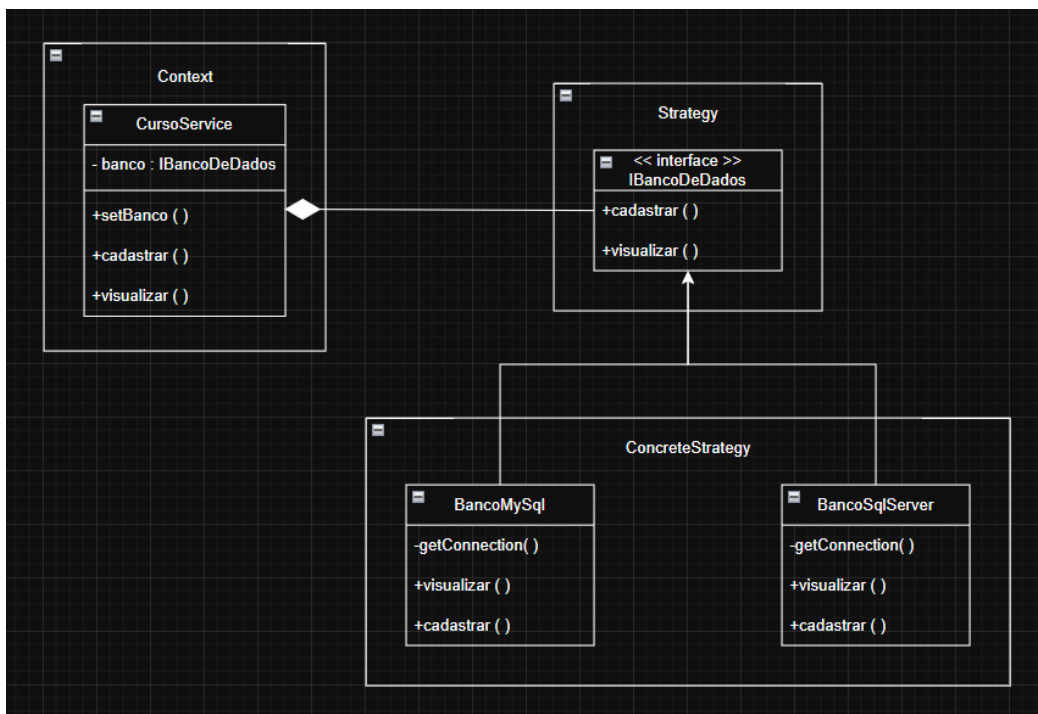 Context
CursoService
- banco : IBancoDeDados
+setBanco ( )
+cadastrar ( )
+visualizar ( )
Strategy
<< interface >>
IBancoDeDados
+cadastrar ( )
+visualizar ( )
ConcreteStrategy
BancoMySql
-getConnection( )
+visualizar ( )
+cadastrar ( )
BancoSqlServer
-getConnection( )
+visualizar ( )
+cadastrar ( )